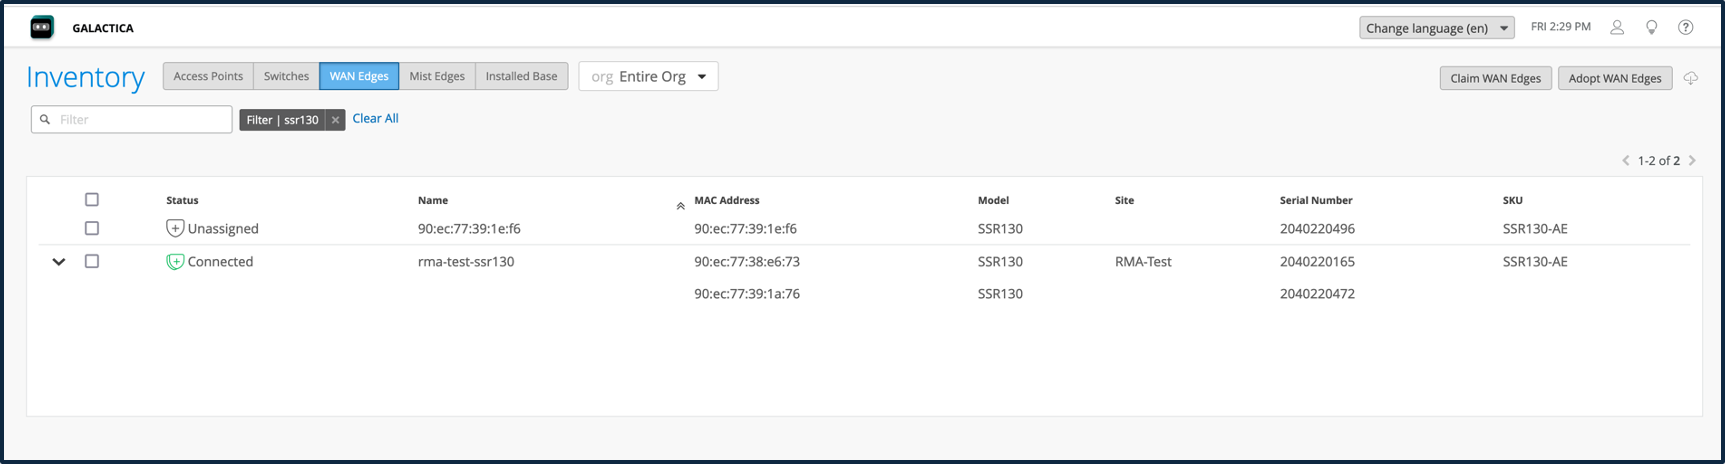 GALACTICA
Change language (en)
FRI 2:29 PM
?
Inventory
Access Points Switches WAN Edges Mist Edges Installed Base
org Entire Org
Claim WAN Edges
Adopt WAN Edges
Filter
Filter | ssr130 ×
Clear All
< 1-2 of 2 >
Status Name MAC Address Model Site Serial Number SKU
Unassigned 90:ec:77:39:1e:f6 90:ec:77:39:1e:f6 SSR130 2040220496 SSR130-AE
Connected rma-test-ssr130 90:ec:77:38:e6:73 SSR130 RMA-Test 2040220165 SSR130-AE
90:ec:77:39:1a:76 SSR130 2040220472